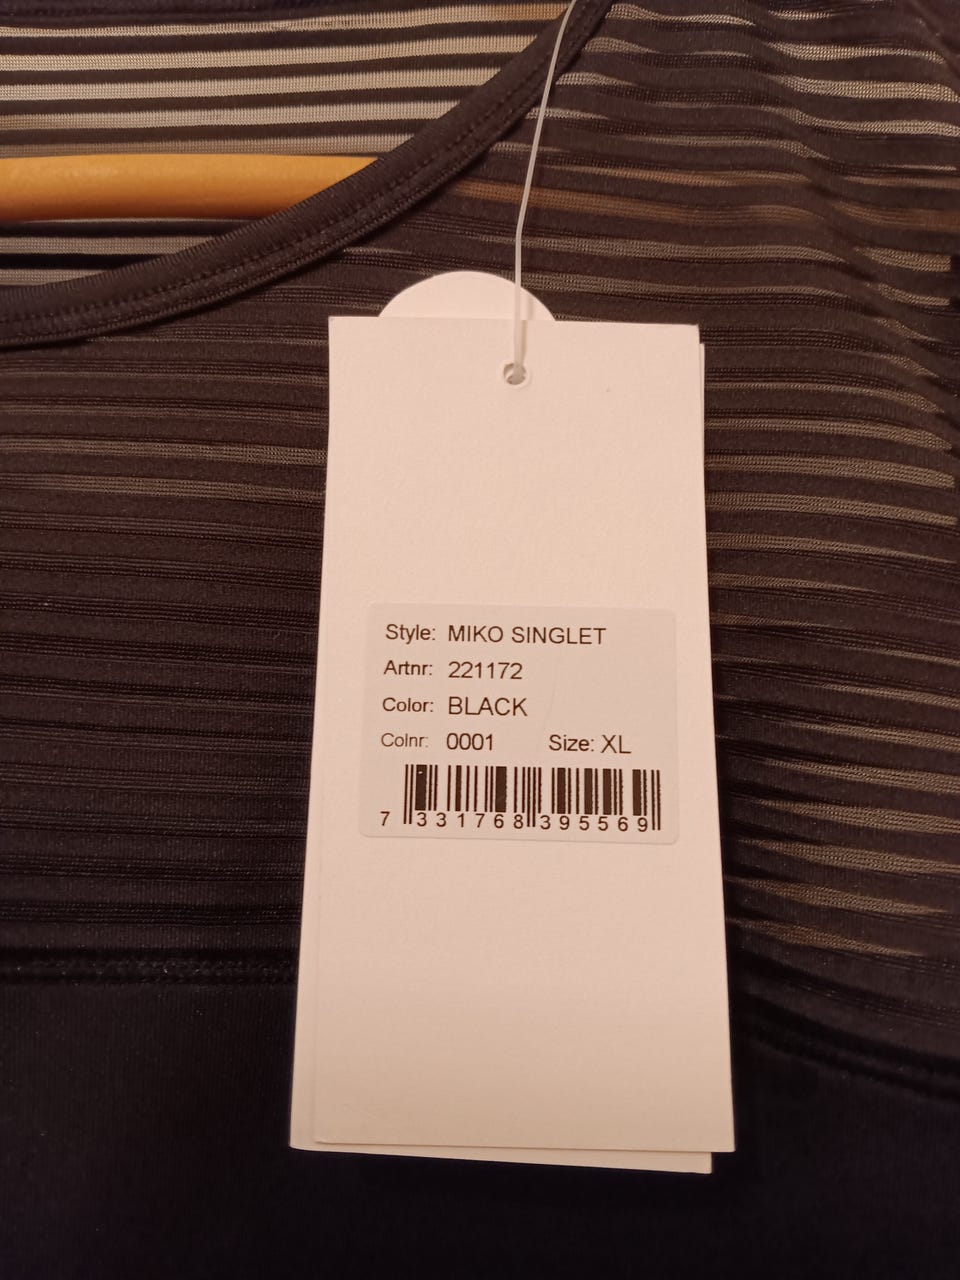 Style: MIKO SINGLET
Artnr: 221172
Color: BLACK
Colnr: 0001 Size: XL
7 331768 395569